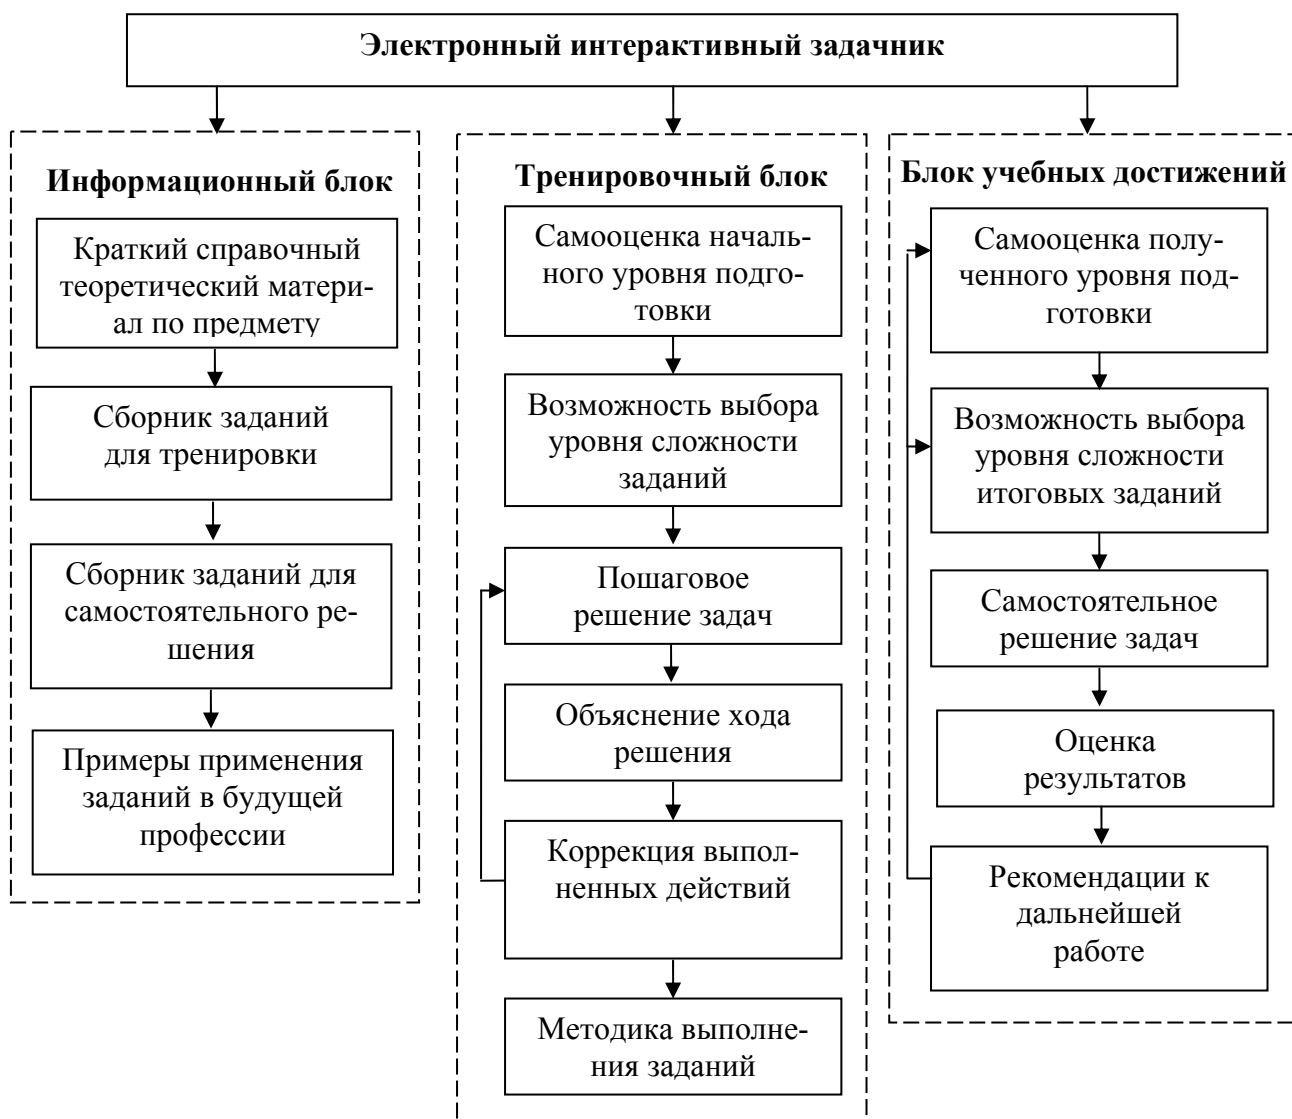 Электронный интерактивный задачник
Информационный блок
Краткий справочный
теоретический матери-
ал по предмету
Сборник заданий
для тренировки
Сборник заданий для
самостоятельного ре-
шения
Примеры применения
заданий в будущей
профессии
Тренировочный блок
Самооценка началь-
ного уровня подго-
товки
Возможность выбора
уровня сложности
заданий
Пошаговое
решение задач
Объяснение хода
решения
Коррекция выпол-
ненных действий
Методика выполне-
ния заданий
Блок учебных достижений
Самооценка полу-
ченного уровня под-
готовки
Возможность выбора
уровня сложности
итоговых заданий
Самостоятельное
решение задач
Оценка
результатов
Рекомендации к
дальнейшей
работе